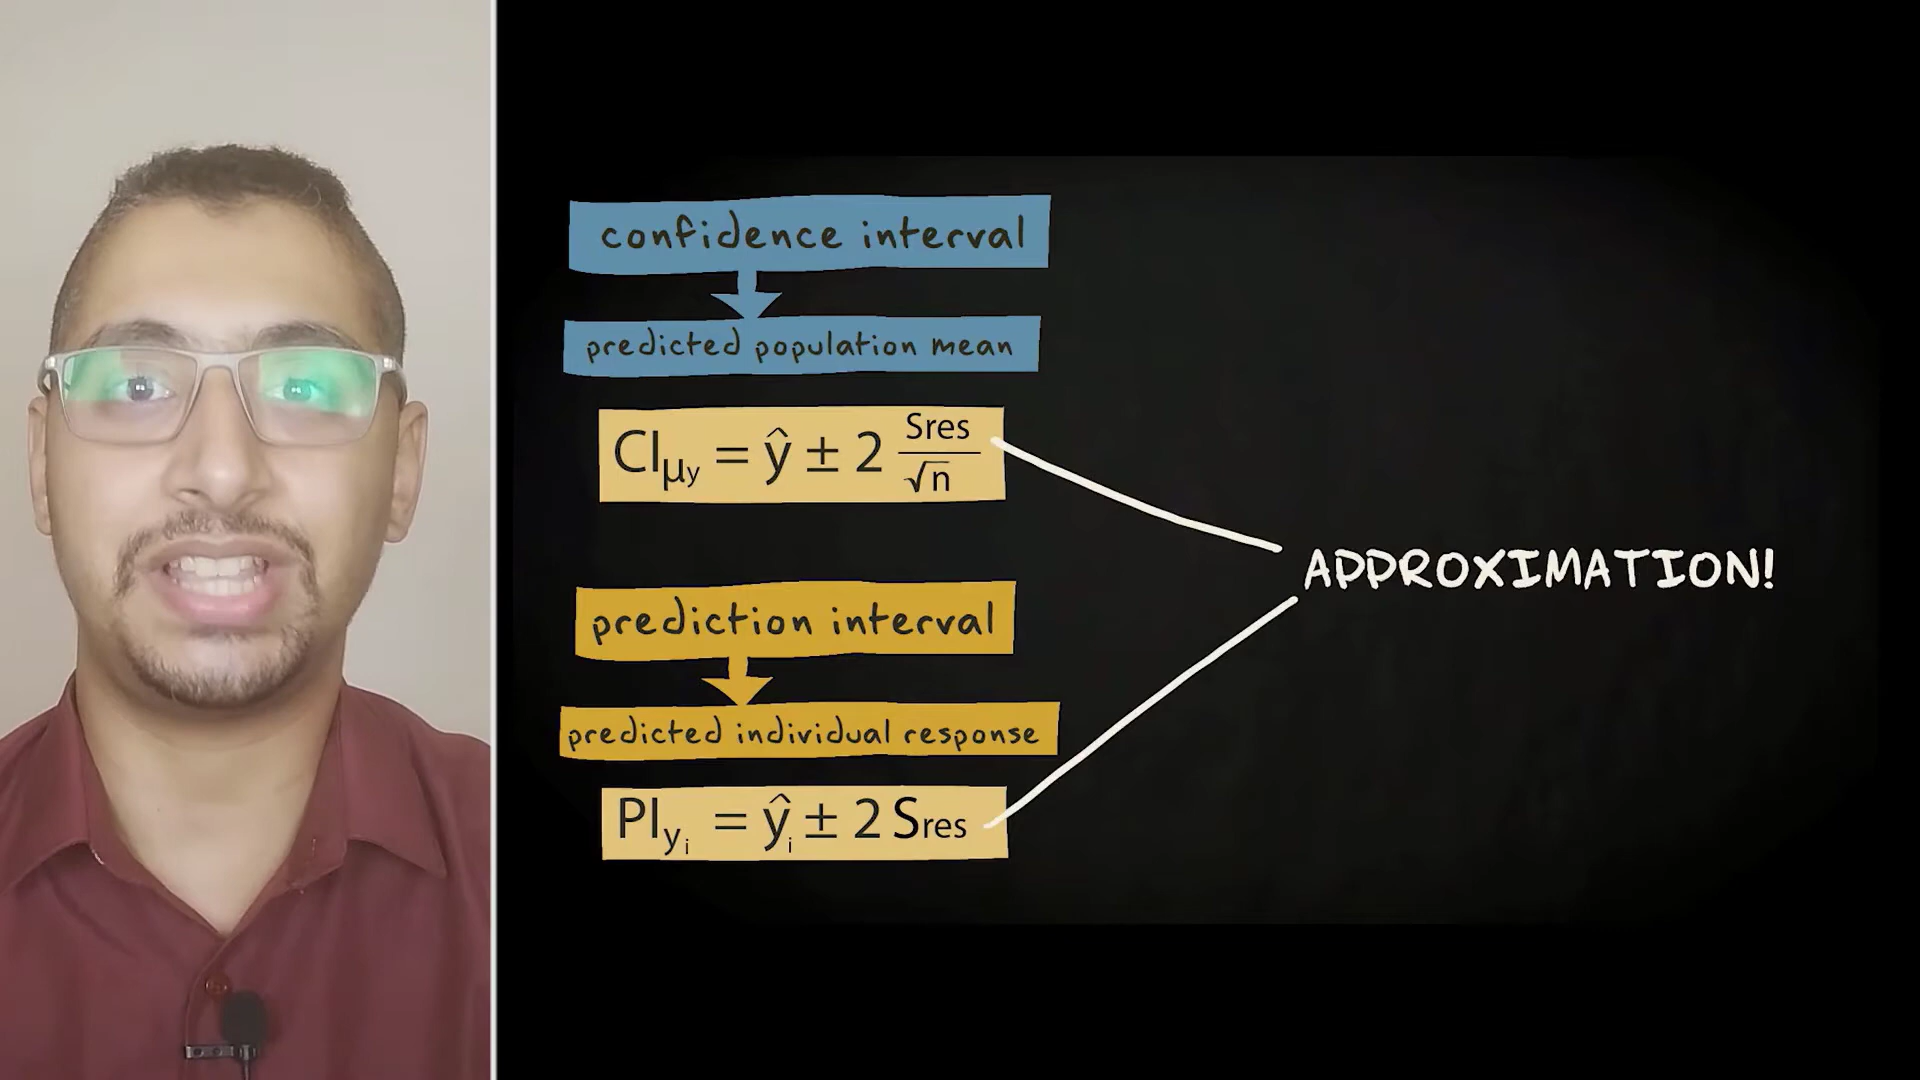 confidence interval
predicted population mean
CIμy = ŷ ± 2 Sres/√n
APPROXIMATION!
prediction interval
predicted individual response
PIyi = ŷi ± 2 Sres